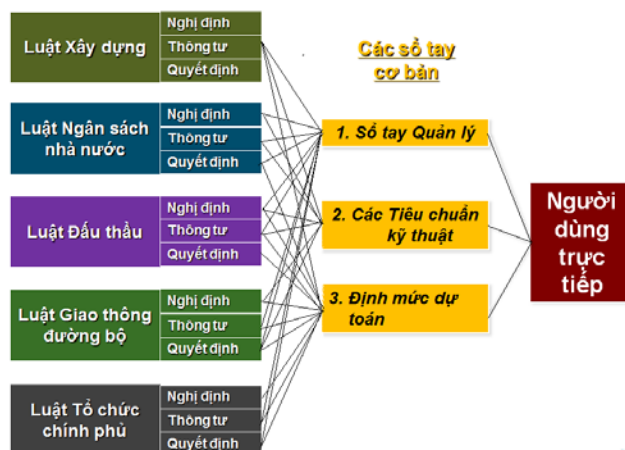 Luật Xây dựng
Nghị định
Thông tư
Quyết định
Luật Ngân sách
nhà nước
Nghị định
Thông tư
Quyết định
Luật Đấu thầu
Nghị định
Thông tư
Quyết định
Luật Giao thông
đường bộ
Nghị định
Thông tư
Quyết định
Luật Tổ chức
chính phủ
Nghị định
Thông tư
Quyết định
Các sổ tay
cơ bản
1. Sổ tay Quản lý
2. Các Tiêu chuẩn
kỹ thuật
3. Định mức dự
toán
Người
dùng
trực
tiếp